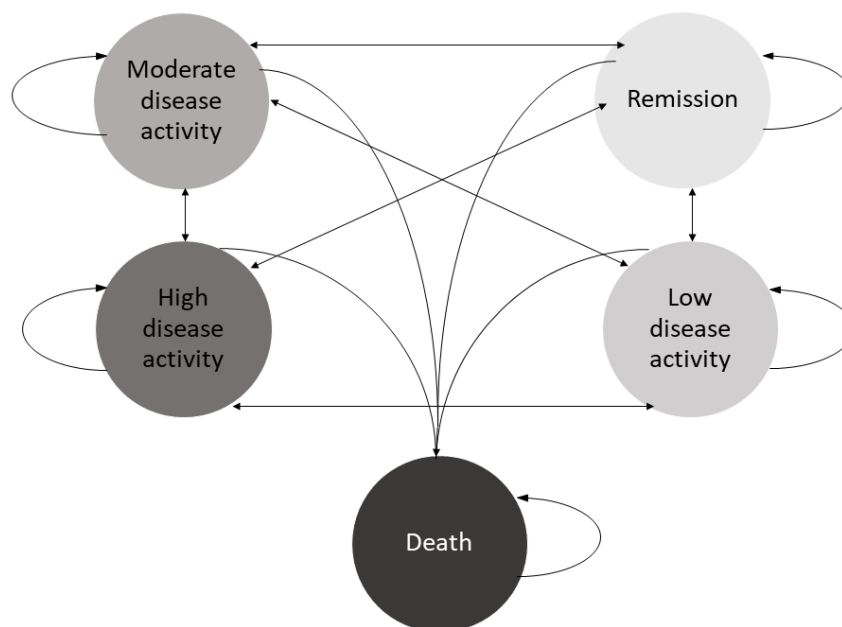 Moderate
disease
activity
Remission
High
disease
activity
Low
disease
activity
Death